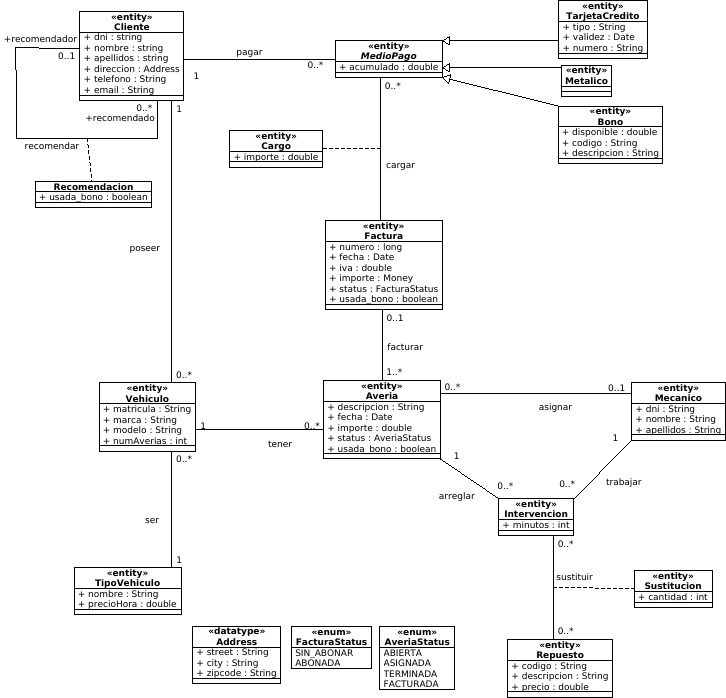 «entity»
Cliente
+ dni : string
+ nombre : string
+ apellidos : string
+ direccion : Address
+ telefono : String
+ email : String
+recomendador
0..1
0..*
+recomendado
1
recomendar
Recomendacion
+ usada_bono : boolean
pagar
1
0..*
«entity»
MedioPago
+ acumulado : double
0..*
«entity»
TarjetaCredito
+ tipo : String
+ validez : Date
+ numero : String
«entity»
Metalico
«entity»
Bono
+ disponible : double
+ codigo : String
+ descripcion : String
«entity»
Cargo
+ importe : double
cargar
«entity»
Factura
+ numero : long
+ fecha : Date
+ iva : double
+ importe : Money
+ status : FacturaStatus
+ usada_bono : boolean
0..1
facturar
1..*
poseer
0..*
«entity»
Vehiculo
+ matricula : String
+ marca : String
+ modelo : String
+ numAverias : int
1
0..*
tener
0..*
«entity»
Averia
+ descripcion : String
+ fecha : Date
+ importe : double
+ status : AveriaStatus
+ usada_bono : boolean
0..*
0..1
asignar
«entity»
Mecanico
+ dni : String
+ nombre : String
+ apellidos : String
1
1
arreglar
0..*
0..*
trabajar
«entity»
Intervencion
+ minutos : int
0..*
ser
1
«entity»
TipoVehiculo
+ nombre : String
+ precioHora : double
sustituir
«entity»
Sustitucion
+ cantidad : int
0..*
«entity»
Repuesto
+ codigo : String
+ descripcion : String
+ precio : double
«datatype»
Address
+ street : String
+ city : String
+ zipcode : String
«enum»
FacturaStatus
SIN_ABONAR
ABONADA
«enum»
AveriaStatus
ABIERTA
ASIGNADA
TERMINADA
FACTURADA